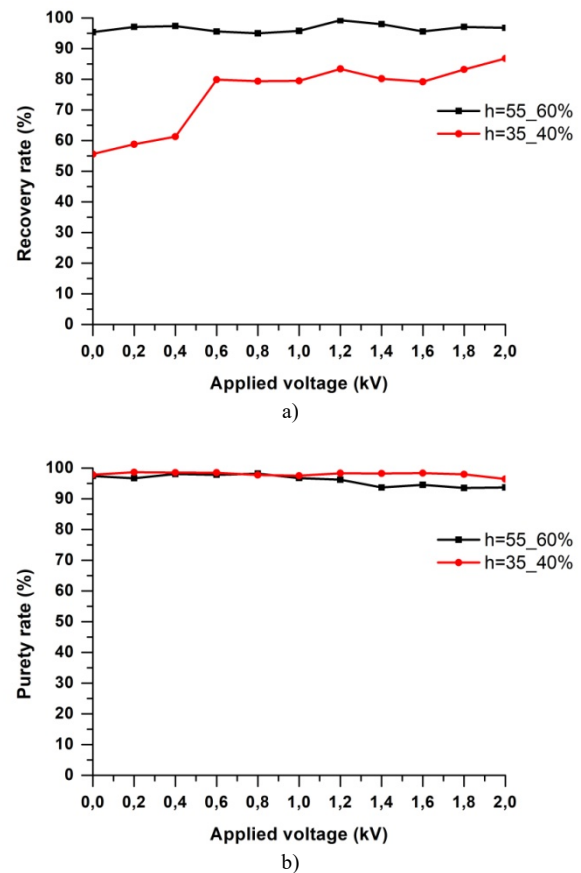 100
90
80
70
60
50
40
30
20
10
0
Recovery rate (%)
h=55_60%
h=35_40%
0,0 0,2 0,4 0,6 0,8 1,0 1,2 1,4 1,6 1,8 2,0
Applied voltage (kV)
a)
100
90
80
70
60
50
40
30
20
10
0
Purety rate (%)
h=55_60%
h=35_40%
0,0 0,2 0,4 0,6 0,8 1,0 1,2 1,4 1,6 1,8 2,0
Applied voltage (kV)
b)